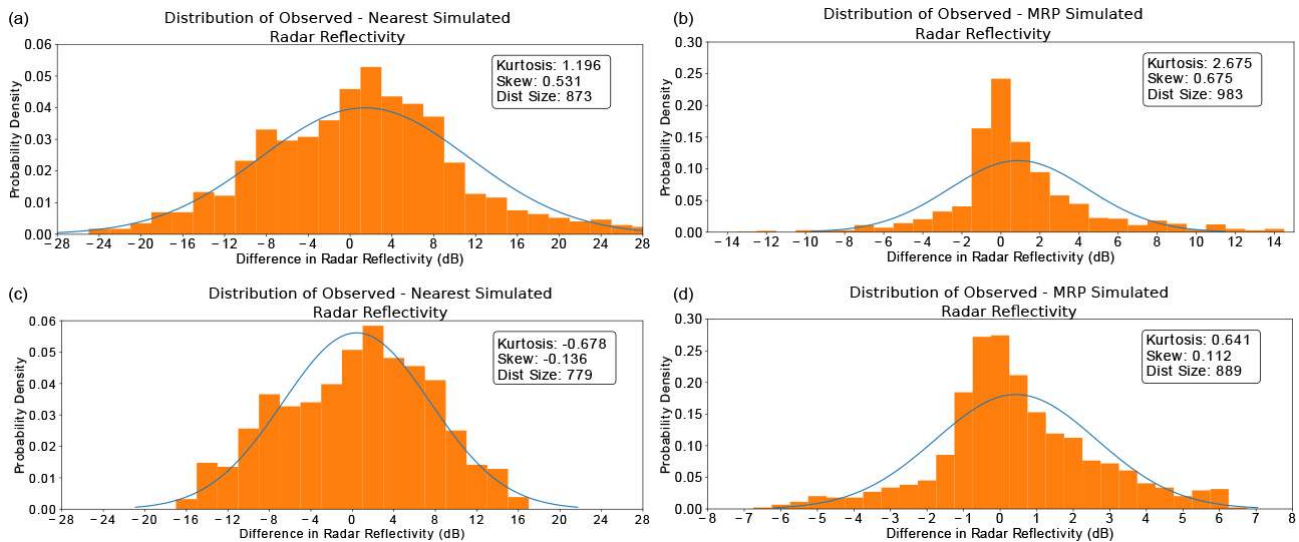 (a)
Distribution of Observed - Nearest Simulated
Radar Reflectivity
0.06
0.05
0.04
0.03
0.02
0.01
0.00
Probability Density
Kurtosis: 1.196
Skew: 0.531
Dist Size: 873
−28 −24 −20 −16 −12 −8 −4 0 4 8 12 16 20 24 28
Difference in Radar Reflectivity (dB)
(b)
Distribution of Observed - MRP Simulated
Radar Reflectivity
0.30
0.25
0.20
0.15
0.10
0.05
0.00
Probability Density
Kurtosis: 2.675
Skew: 0.675
Dist Size: 983
−14 −12 −10 −8 −6 −4 −2 0 2 4 6 8 10 12 14
Difference in Radar Reflectivity (dB)
(c)
Distribution of Observed - Nearest Simulated
Radar Reflectivity
0.06
0.05
0.04
0.03
0.02
0.01
0.00
Probability Density
Kurtosis: -0.678
Skew: -0.136
Dist Size: 779
−28 −24 −20 −16 −12 −8 −4 0 4 8 12 16 20 24 28
Difference in Radar Reflectivity (dB)
(d)
Distribution of Observed - MRP Simulated
Radar Reflectivity
0.30
0.25
0.20
0.15
0.10
0.05
0.00
Probability Density
Kurtosis: 0.641
Skew: 0.112
Dist Size: 889
−8 −7 −6 −5 −4 −3 −2 −1 0 1 2 3 4 5 6 7 8
Difference in Radar Reflectivity (dB)